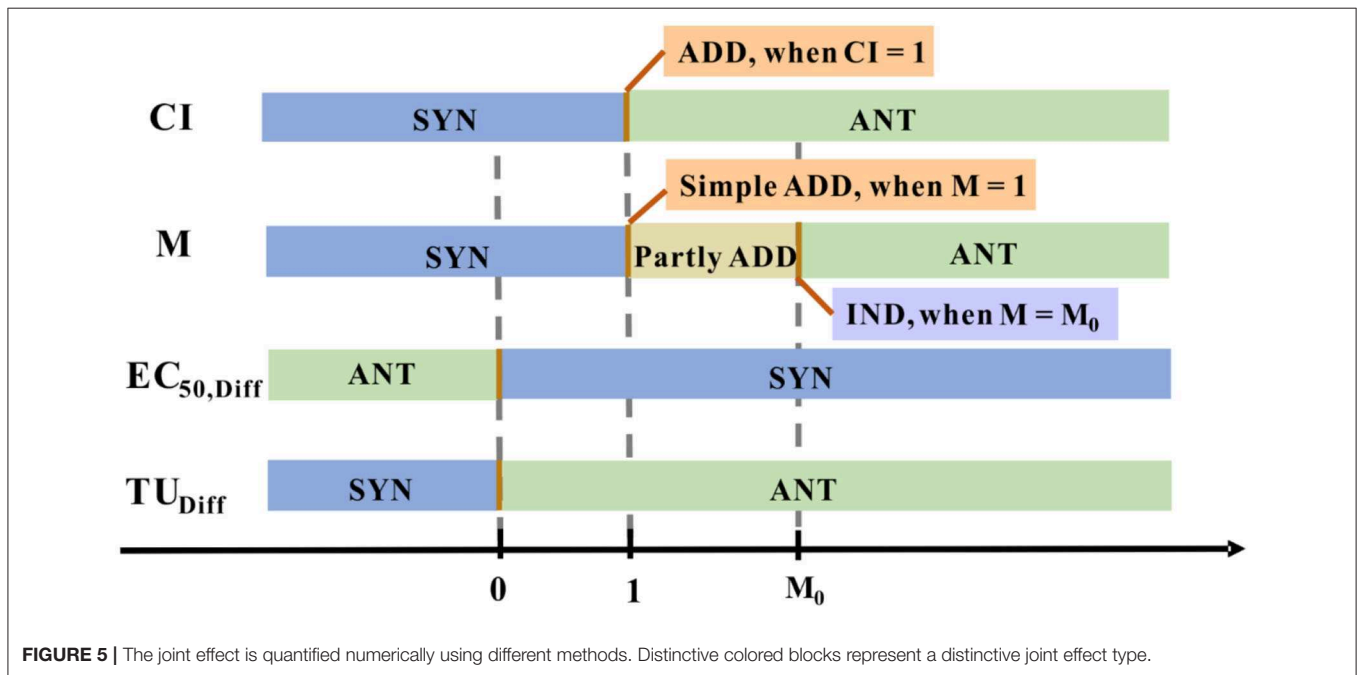 ADD, when CI = 1
CI
SYN
ANT
Simple ADD, when M = 1
M
SYN
Partly ADD
ANT
IND, when M = M₀
EC₅₀,Diff
ANT
SYN
TU_Diff
SYN
ANT
0
1
M₀
FIGURE 5 | The joint effect is quantified numerically using different methods. Distinctive colored blocks represent a distinctive joint effect type.